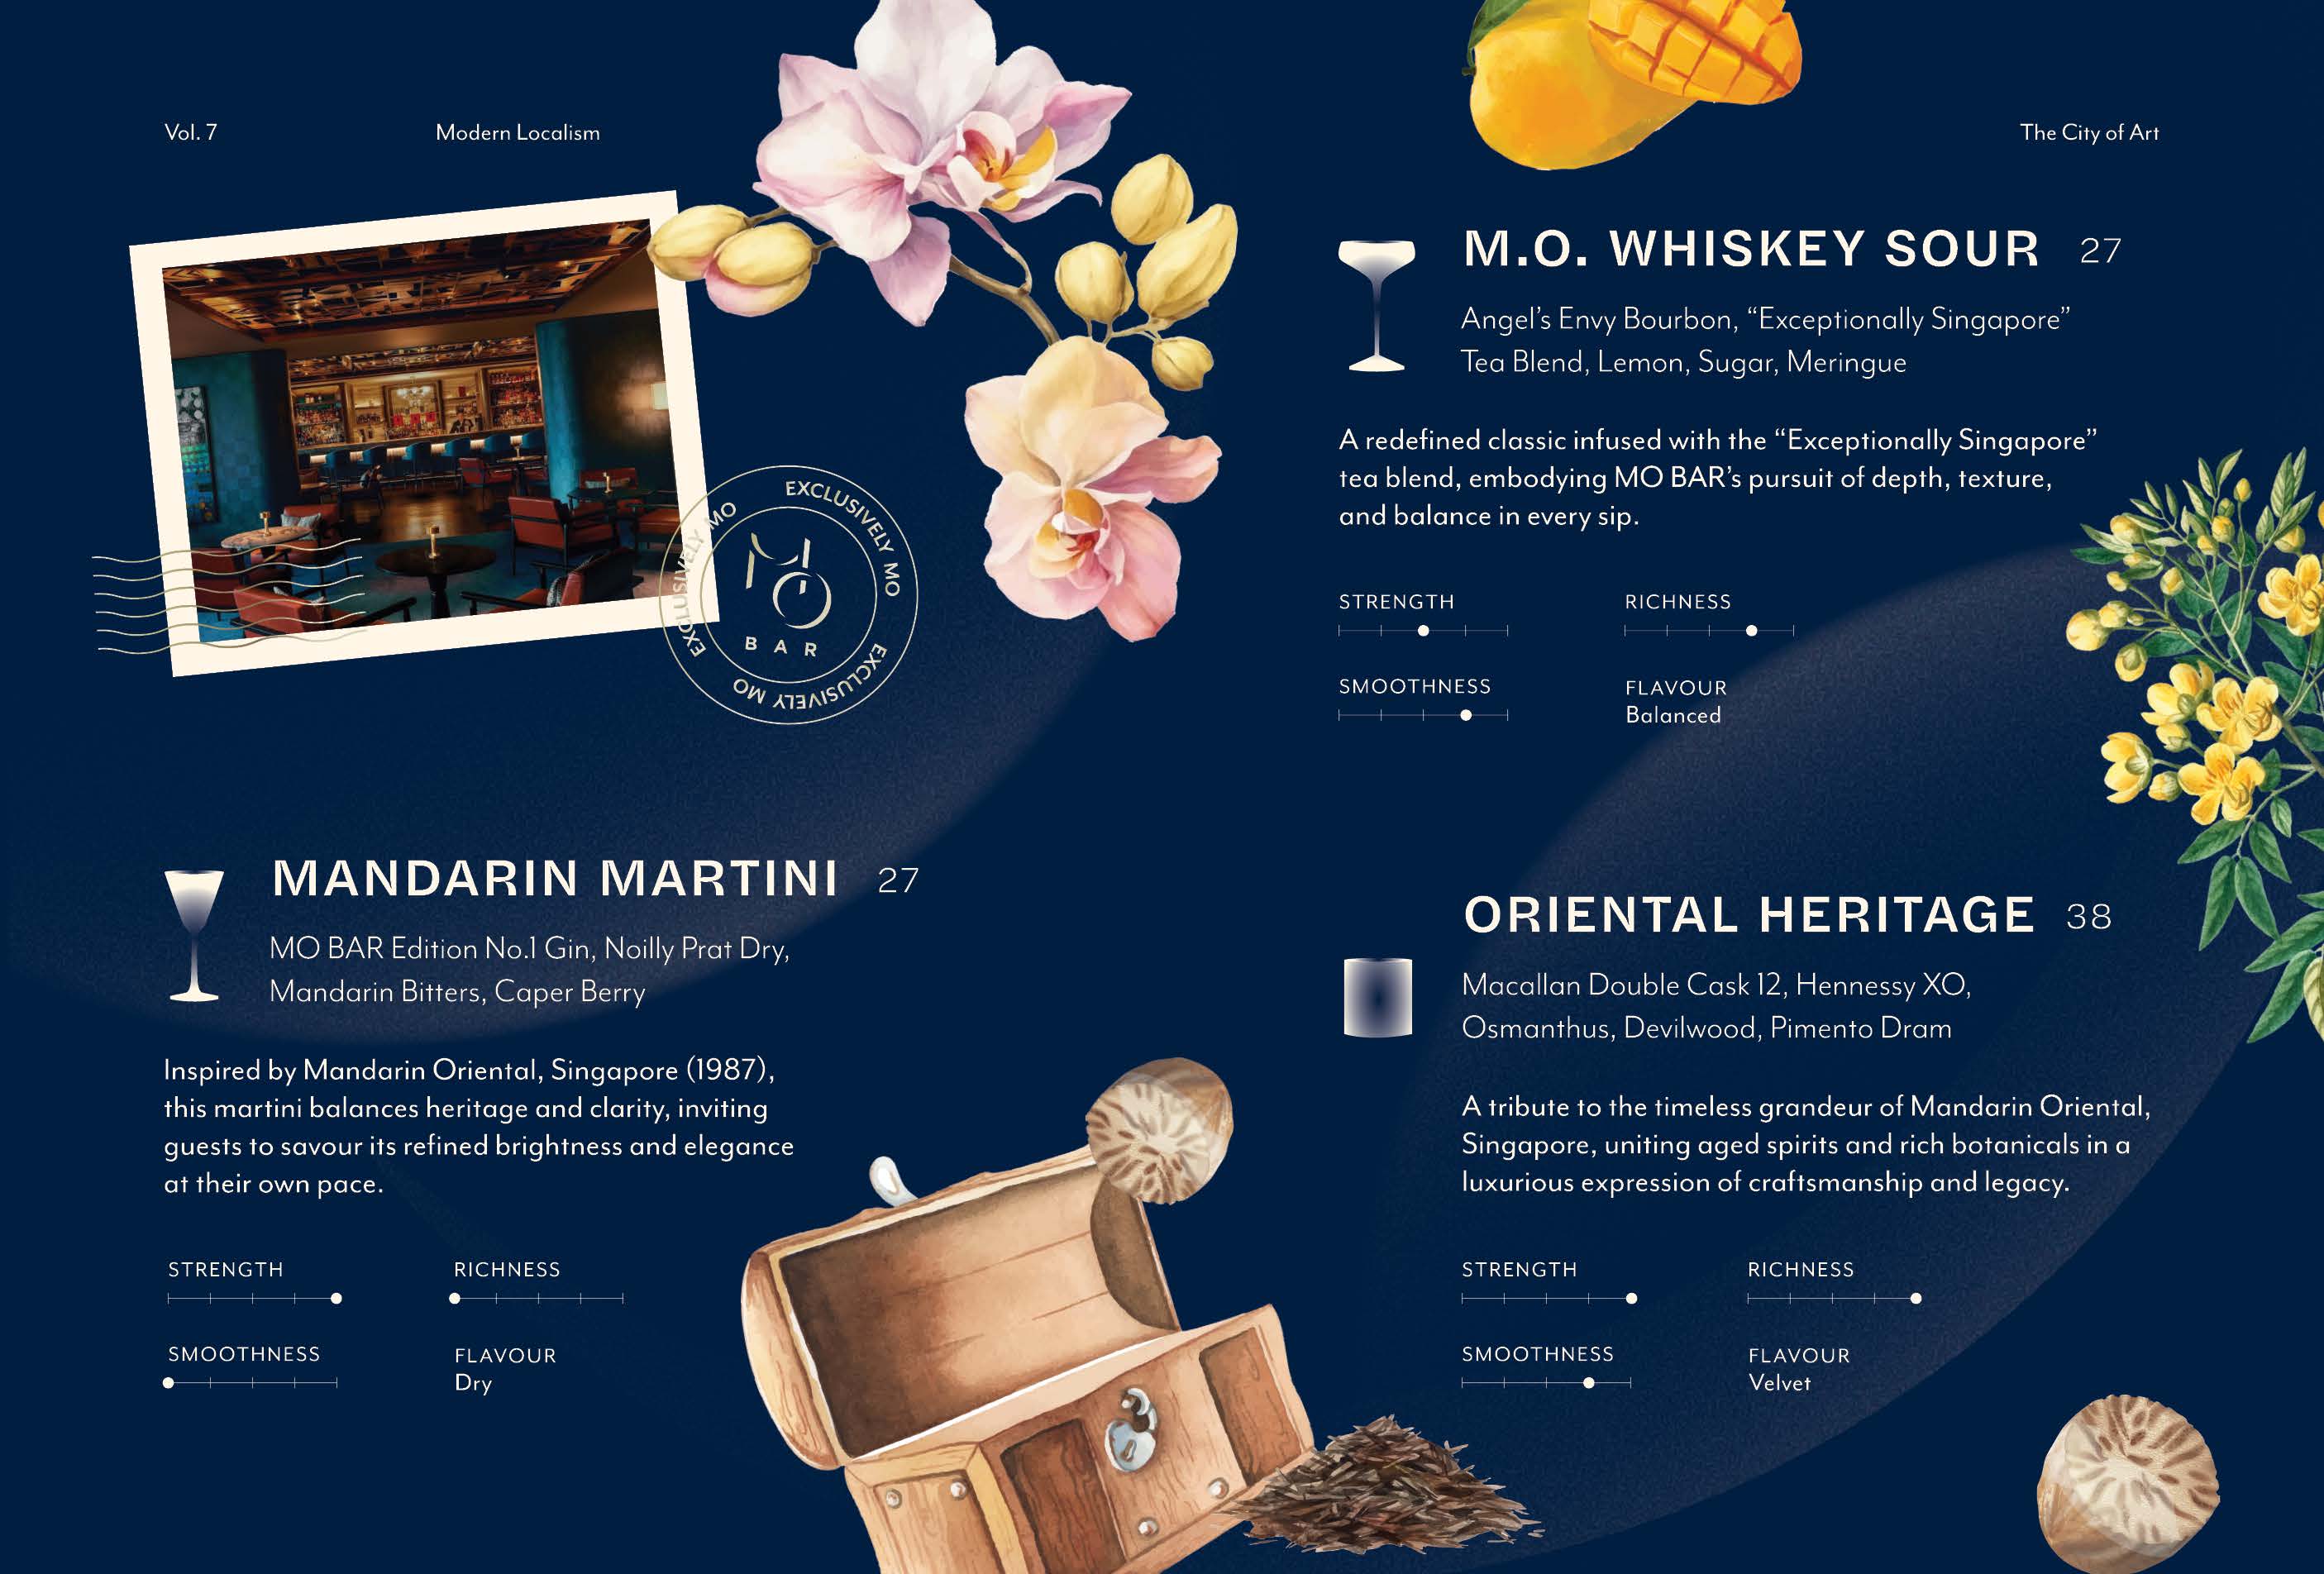 Vol. 7
Modern Localism
The City of Art
EXCLUSIVELY MO
EXCLUSIVELY MO
EXCLUSIVELY MO
MO
BAR
MANDARIN MARTINI 27
MO BAR Edition No.1 Gin, Noilly Prat Dry,
Mandarin Bitters, Caper Berry
Inspired by Mandarin Oriental, Singapore (1987),
this martini balances heritage and clarity, inviting
guests to savour its refined brightness and elegance
at their own pace.
STRENGTH
RICHNESS
SMOOTHNESS
FLAVOUR
Dry
M.O. WHISKEY SOUR 27
Angel’s Envy Bourbon, “Exceptionally Singapore”
Tea Blend, Lemon, Sugar, Meringue
A redefined classic infused with the “Exceptionally Singapore”
tea blend, embodying MO BAR’s pursuit of depth, texture,
and balance in every sip.
STRENGTH
RICHNESS
SMOOTHNESS
FLAVOUR
Balanced
ORIENTAL HERITAGE 38
Macallan Double Cask 12, Hennessy XO,
Osmanthus, Devilwood, Pimento Dram
A tribute to the timeless grandeur of Mandarin Oriental,
Singapore, uniting aged spirits and rich botanicals in a
luxurious expression of craftsmanship and legacy.
STRENGTH
RICHNESS
SMOOTHNESS
FLAVOUR
Velvet